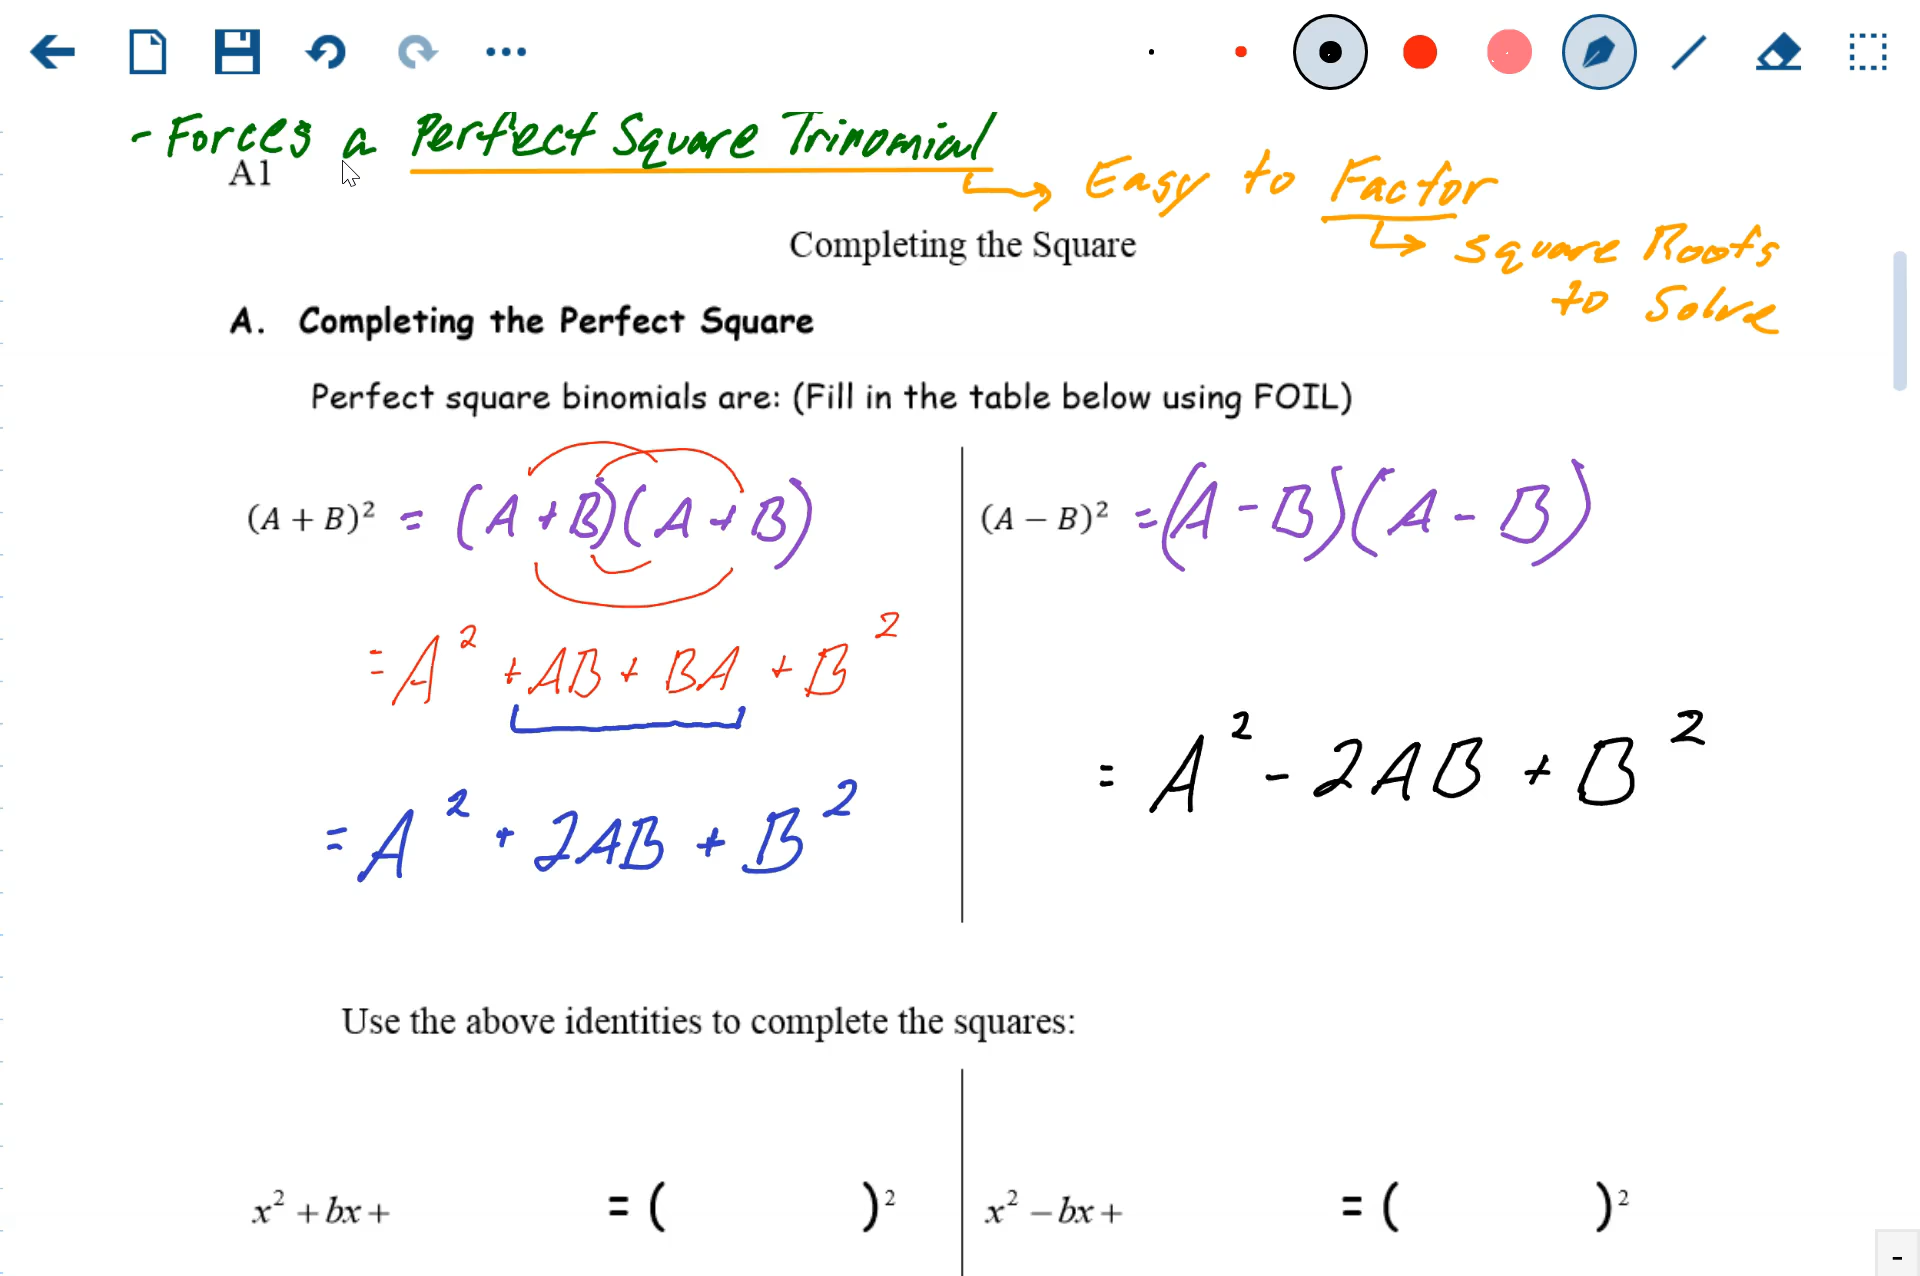 - Forces a Perfect Square Trinomial
A1
Easy to Factor
Square Roots
to Solve
Completing the Square
A. Completing the Perfect Square
Perfect square binomials are: (Fill in the table below using FOIL)
(A + B)² = (A + B)(A + B)
= A² + AB + BA + B²
= A² + 2AB + B²
(A − B)² = (A - B)(A - B)
= A² - 2AB + B²
Use the above identities to complete the squares:
x² + bx + = ( )²
x² − bx + = ( )²